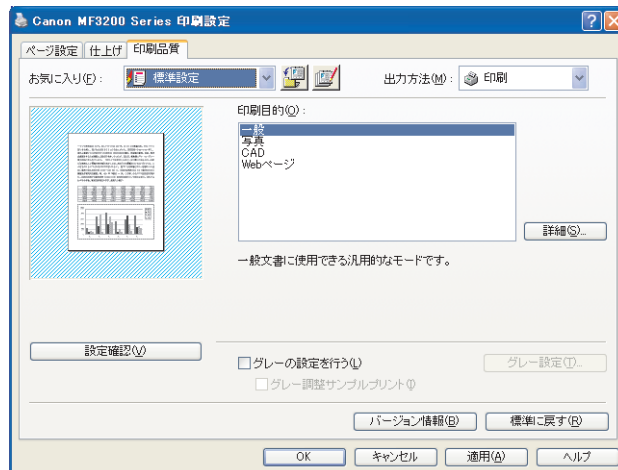 Canon MF3200 Series 印刷設定
ページ設定 仕上げ 印刷品質
お気に入り(F): 標準設定 出力方法(M): 印刷
印刷目的(O):
一般
写真
CAD
Webページ
詳細(S)...
一般文書に使用できる汎用的なモードです。
設定確認(V)
グレーの設定を行う(L) グレー設定(T)...
グレー調整サンプルプリント(I)
バージョン情報(B) 標準に戻す(R)
OK キャンセル 適用(A) ヘルプ